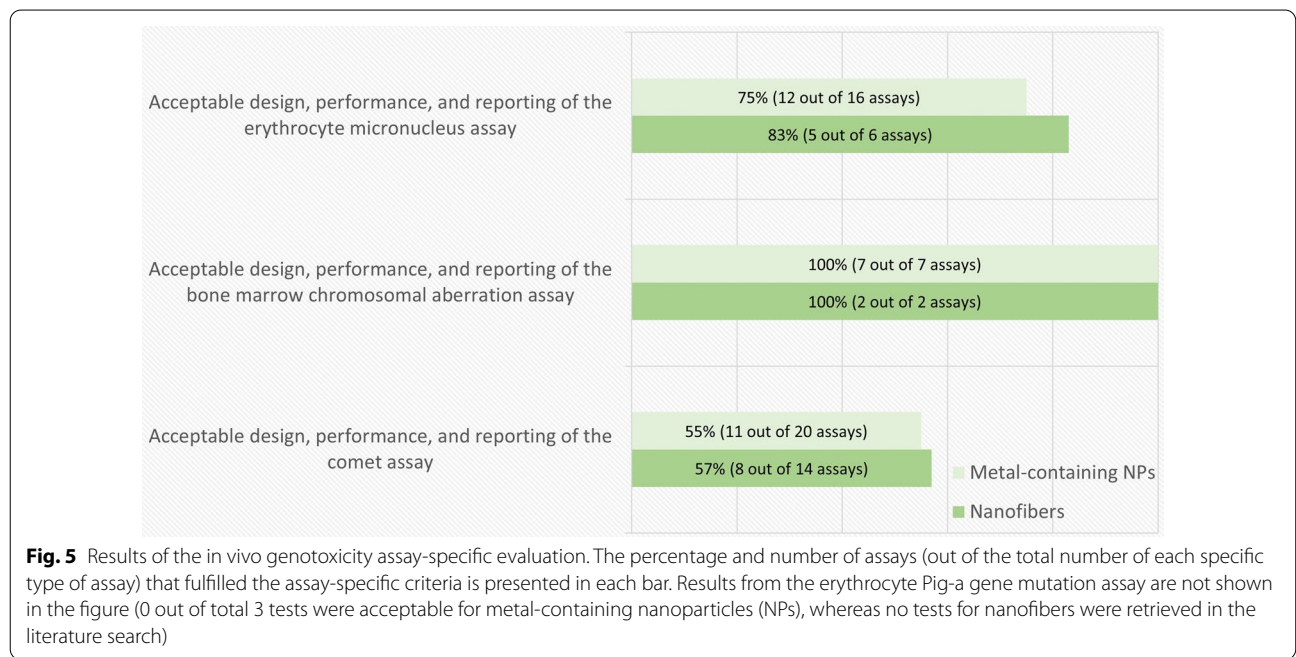 Acceptable design, performance, and reporting of the
erythrocyte micronucleus assay
75% (12 out of 16 assays)
83% (5 out of 6 assays)
Acceptable design, performance, and reporting of the
bone marrow chromosomal aberration assay
100% (7 out of 7 assays)
100% (2 out of 2 assays)
Acceptable design, performance, and reporting of the
comet assay
55% (11 out of 20 assays)
57% (8 out of 14 assays)
Metal-containing NPs
Nanofibers
Fig. 5 Results of the in vivo genotoxicity assay-specific evaluation. The percentage and number of assays (out of the total number of each specific
type of assay) that fulfilled the assay-specific criteria is presented in each bar. Results from the erythrocyte Pig-a gene mutation assay are not shown
in the figure (0 out of total 3 tests were acceptable for metal-containing nanoparticles (NPs), whereas no tests for nanofibers were retrieved in the
literature search)